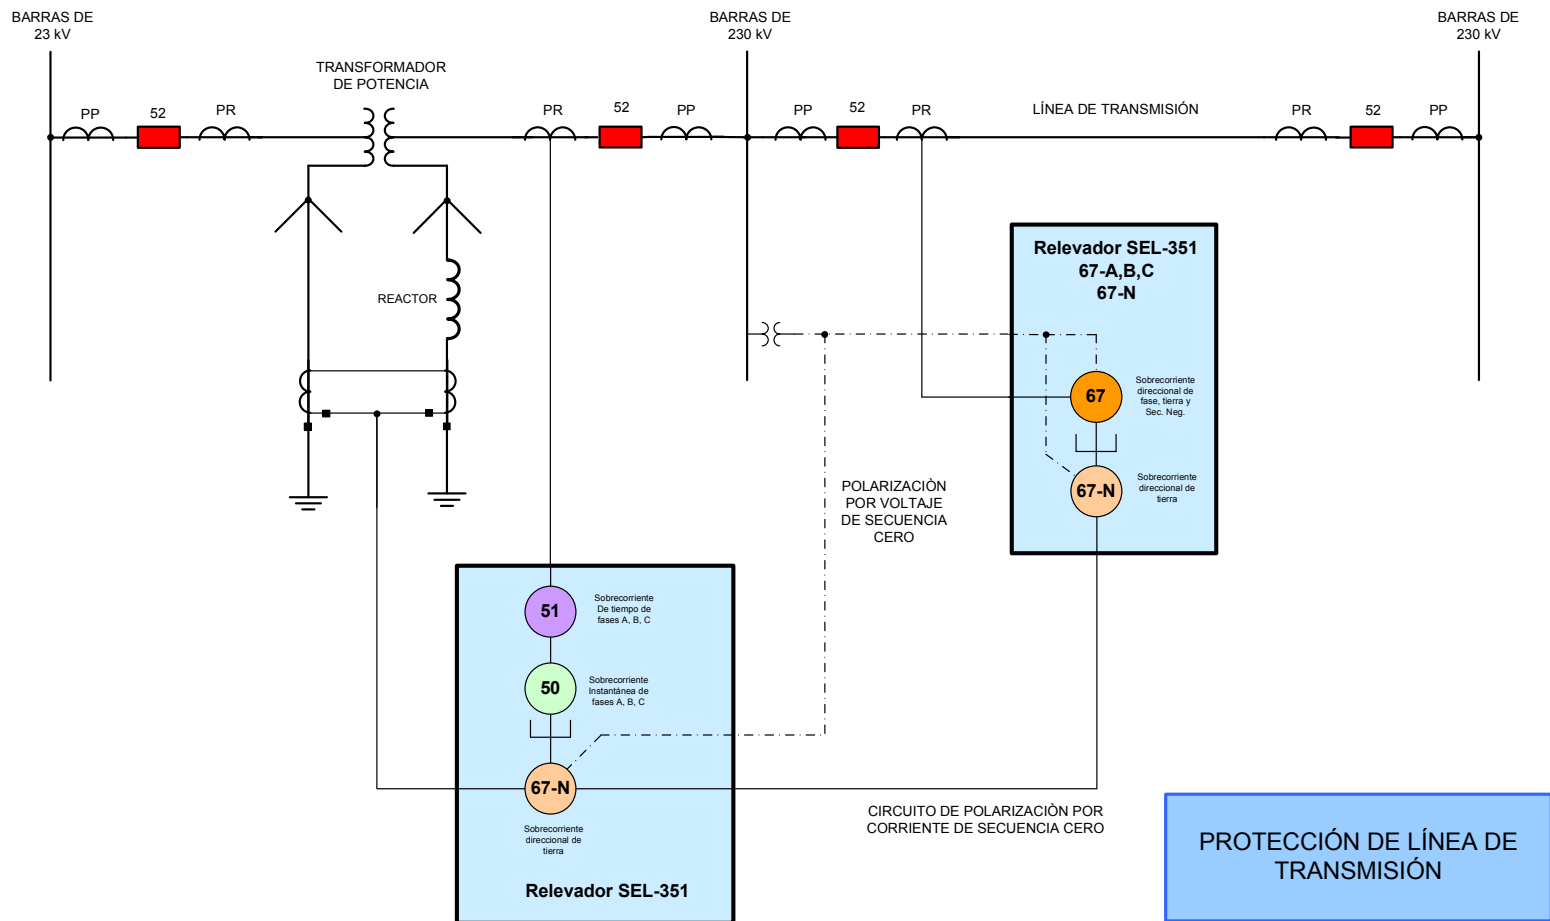 BARRAS DE
23 kV
BARRAS DE
230 kV
BARRAS DE
230 kV
TRANSFORMADOR
DE POTENCIA
PP
52
PR
PR
52
PP
PP
52
PR
LÍNEA DE TRANSMISIÓN
PR
52
PP
REACTOR
Relevador SEL-351
67-A,B,C
67-N
67
Sobrecorriente
direccional de
fase, tierra y
Sec. Neg.
67-N
Sobrecorriente
direccional de
tierra
POLARIZACIÒN
POR VOLTAJE
DE SECUENCIA
CERO
51
Sobrecorriente
De tiempo de
fases A, B, C
50
Sobrecorriente
Instantánea de
fases A, B, C
67-N
Sobrecorriente
direccional de
tierra
Relevador SEL-351
CIRCUITO DE POLARIZACIÒN POR
CORRIENTE DE SECUENCIA CERO
PROTECCIÓN DE LÍNEA DE
TRANSMISIÓN